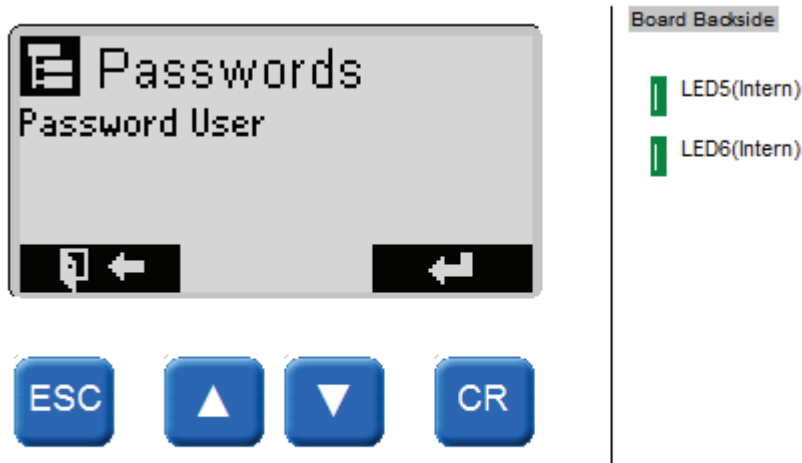 Passwords
Password User
ESC
CR
Board Backside
LED5(Intern)
LED6(Intern)